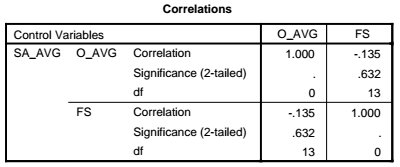 Correlations
Control Variables O_AVG FS
SA_AVG O_AVG Correlation 1.000 -.135
Significance (2-tailed) . .632
df 0 13
FS Correlation -.135 1.000
Significance (2-tailed) .632 .
df 13 0